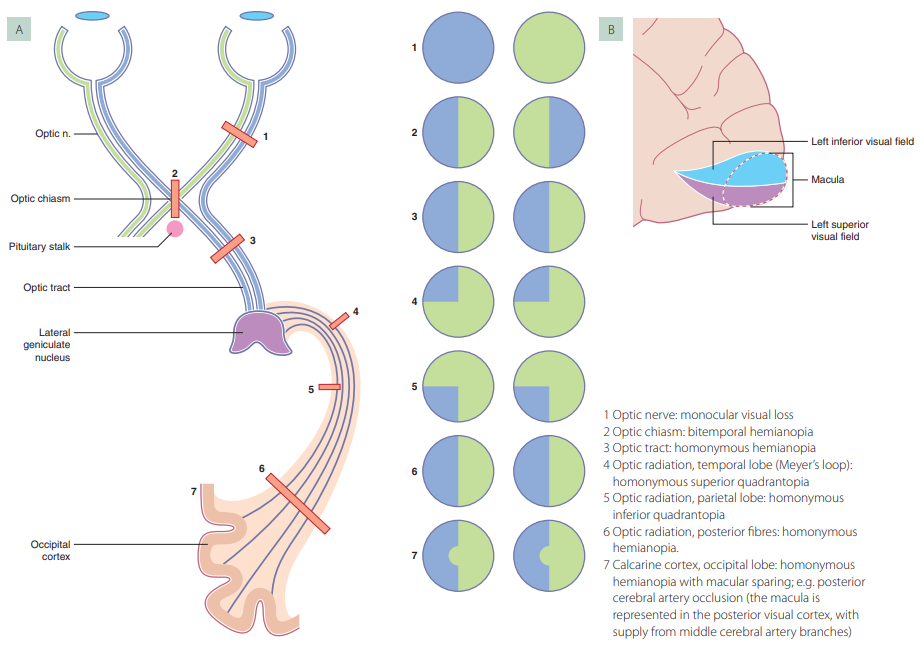 A
Optic n.
1
2
Optic chiasm
3
Pituitary stalk
Optic tract
4
Lateral
geniculate
nucleus
5
6
7
Occipital
cortex
1
2
3
4
5
6
7
B
Left inferior visual field
Macula
Left superior
visual field
1 Optic nerve: monocular visual loss
2 Optic chiasm: bitemporal hemianopia
3 Optic tract: homonymous hemianopia
4 Optic radiation, temporal lobe (Meyer’s loop):
homonymous superior quadrantopia
5 Optic radiation, parietal lobe: homonymous
inferior quadrantopia
6 Optic radiation, posterior fibres: homonymous
hemianopia.
7 Calcarine cortex, occipital lobe: homonymous
hemianopia with macular sparing; e.g. posterior
cerebral artery occlusion (the macula is
represented in the posterior visual cortex, with
supply from middle cerebral artery branches)